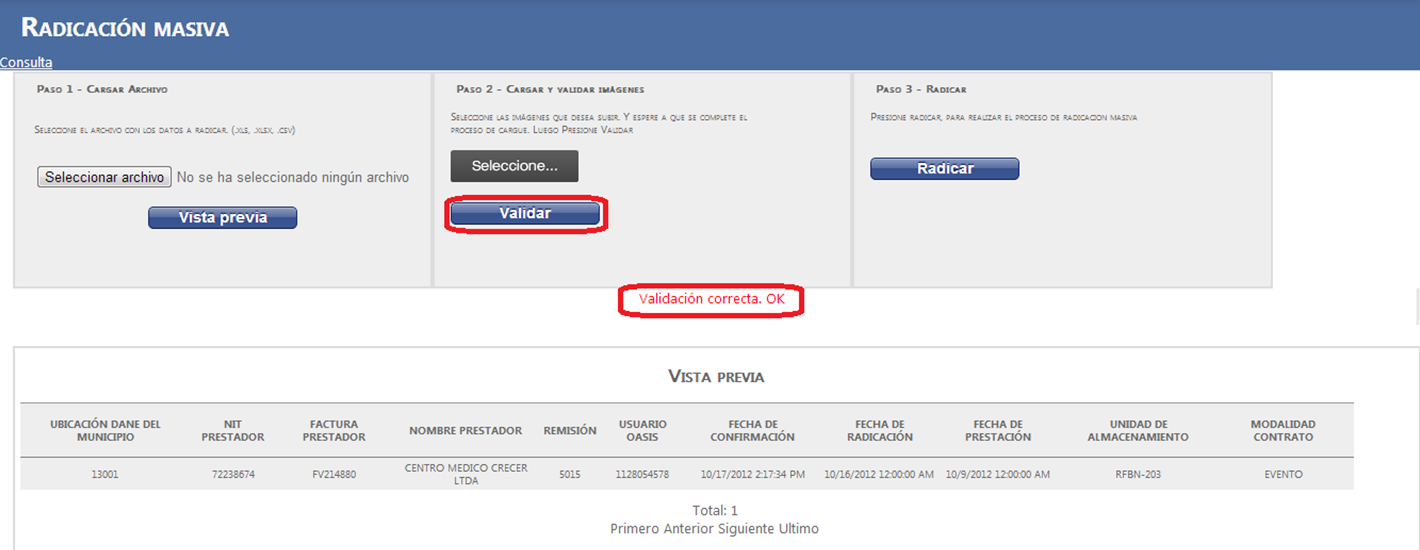 RADICACIÓN MASIVA
Consulta
PASO 1 - CARGAR ARCHIVO
SELECCIONE EL ARCHIVO CON LOS DATOS A RADICAR. (.XLS, .XLSX, .CSV)
Seleccionar archivo No se ha seleccionado ningún archivo
Vista previa
PASO 2 - CARGAR Y VALIDAR IMÁGENES
SELECCIONE LAS IMÁGENES QUE DESEA SUBIR. Y ESPERE A QUE SE COMPLETE EL
PROCESO DE CARGUE. LUEGO PRESIONE VALIDAR
Seleccione...
Validar
PASO 3 - RADICAR
PRESIONE RADICAR, PARA REALIZAR EL PROCESO DE RADICACION MASIVA
Radicar
Validación correcta. OK
VISTA PREVIA
UBICACIÓN DANE DEL MUNICIPIO NIT PRESTADOR FACTURA PRESTADOR NOMBRE PRESTADOR REMISIÓN USUARIO OASIS FECHA DE CONFIRMACIÓN FECHA DE RADICACIÓN FECHA DE PRESTACIÓN UNIDAD DE ALMACENAMIENTO MODALIDAD CONTRATO
13001 72238674 FV214880 CENTRO MEDICO CRECER LTDA 5015 1128054578 10/17/2012 2:17:34 PM 10/16/2012 12:00:00 AM 10/9/2012 12:00:00 AM RFBN-203 EVENTO
Total: 1
Primero Anterior Siguiente Ultimo